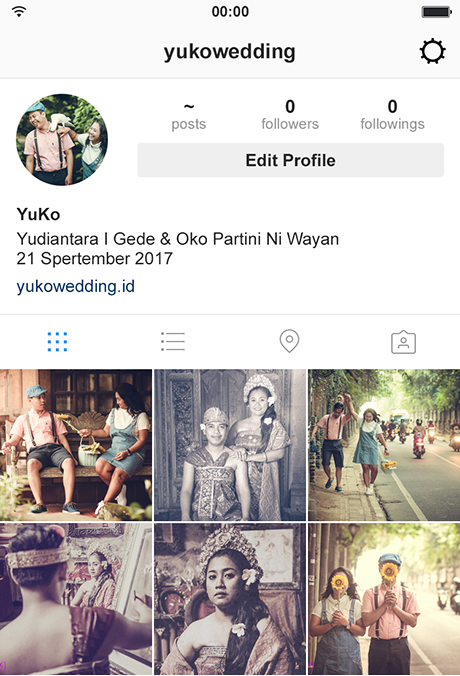 00:00
yukowedding
~ 0 0
posts followers followings
Edit Profile
YuKo
Yudiantara I Gede & Oko Partini Ni Wayan
21 Spertember 2017
yukowedding.id